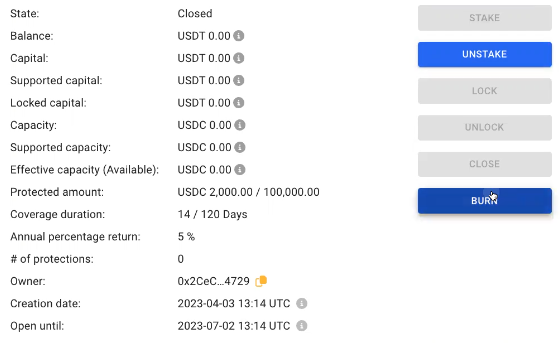 State: Closed
Balance: USDT 0.00
Capital: USDT 0.00
Supported capital: USDT 0.00
Locked capital: USDT 0.00
Capacity: USDC 0.00
Supported capacity: USDC 0.00
Effective capacity (Available): USDC 0.00
Protected amount: USDC 2,000.00 / 100,000.00
Coverage duration: 14 / 120 Days
Annual percentage return: 5 %
# of protections: 0
Owner: 0x2CeC...4729
Creation date: 2023-04-03 13:14 UTC
Open until: 2023-07-02 13:14 UTC
STAKE
UNSTAKE
LOCK
UNLOCK
CLOSE
BURN